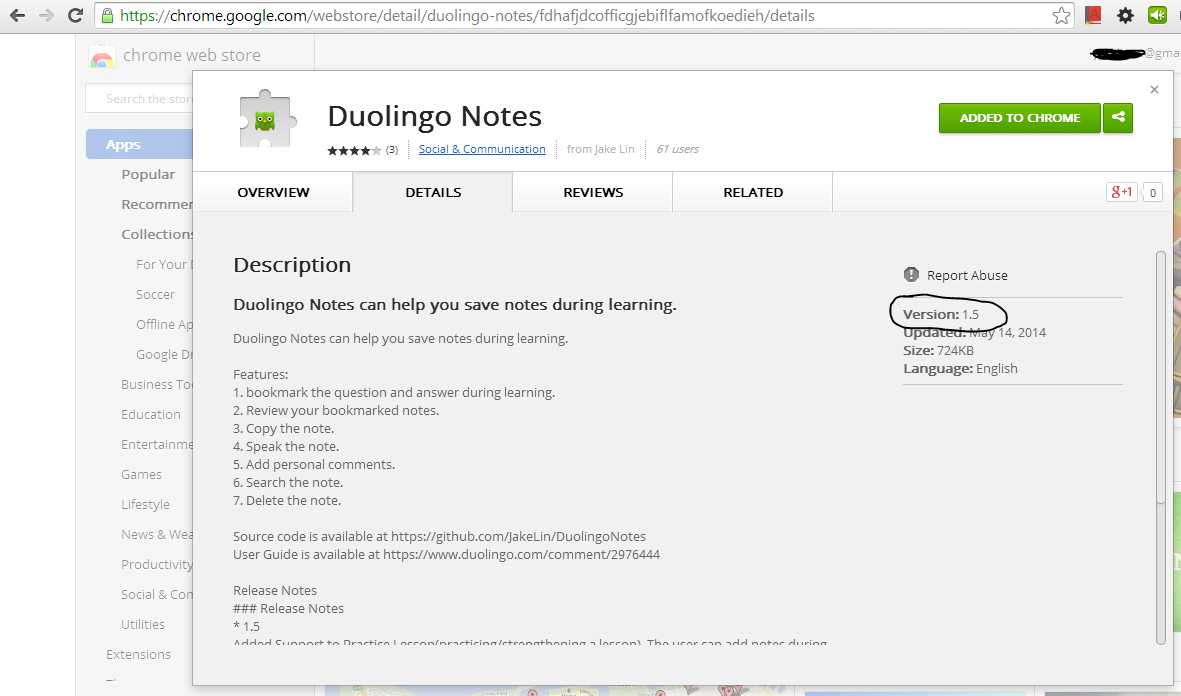 https://chrome.google.com/webstore/detail/duolingo-notes/fdhafjdcofficgjebiflfamofkoedieh/details
chrome web store
@gma
Search the stor
Duolingo Notes
(3) Social & Communication from Jake Lin 61 users
ADDED TO CHROME
OVERVIEW DETAILS REVIEWS RELATED
g+1 0
Apps
Popular
Recommen
Collections
For Your
Soccer
Offline Ap
Google Dr
Business Too
Education
Entertainme
Games
Lifestyle
News & Wea
Productivity
Social & Con
Utilities
Extensions
Description
Duolingo Notes can help you save notes during learning.
Duolingo Notes can help you save notes during learning.
Features:
1. bookmark the question and answer during learning.
2. Review your bookmarked notes.
3. Copy the note.
4. Speak the note.
5. Add personal comments.
6. Search the note.
7. Delete the note.
Source code is available at https://github.com/JakeLin/DuolingoNotes
User Guide is available at https://www.duolingo.com/comment/2976444
Release Notes
### Release Notes
* 1.5
Added Support to Practice Lesson(practicing/strengthening a lesson). The user can add notes during
Report Abuse
Version: 1.5
Updated: May 14, 2014
Size: 724KB
Language: English